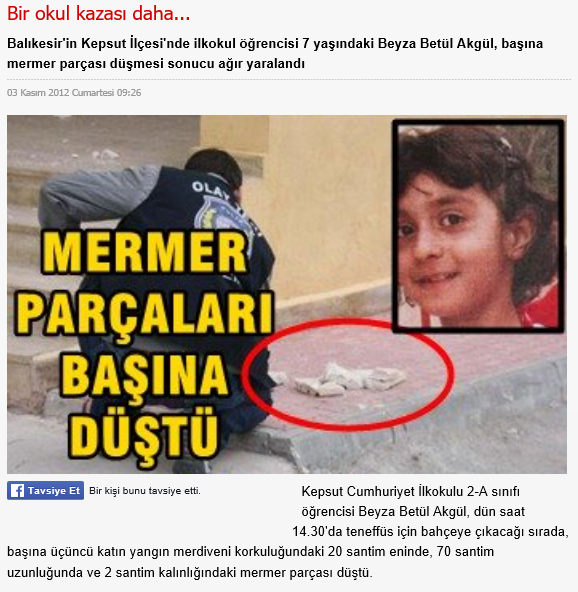 Bir okul kazası daha...
Balıkesir'in Kepsut İlçesi'nde ilkokul öğrencisi 7 yaşındaki Beyza Betül Akgül, başına
mermer parçası düşmesi sonucu ağır yaralandı
03 Kasım 2012 Cumartesi 09:26
OLAY
MERMER
PARÇALARI
BAŞINA
DÜŞTÜ
Tavsiye Et Bir kişi bunu tavsiye etti.
Kepsut Cumhuriyet İlkokulu 2-A sınıfı
öğrencisi Beyza Betül Akgül, dün saat
14.30'da teneffüs için bahçeye çıkacağı sırada,
başına üçüncü katın yangın merdiveni korkuluğundaki 20 santim eninde, 70 santim
uzunluğunda ve 2 santim kalınlığındaki mermer parçası düştü.